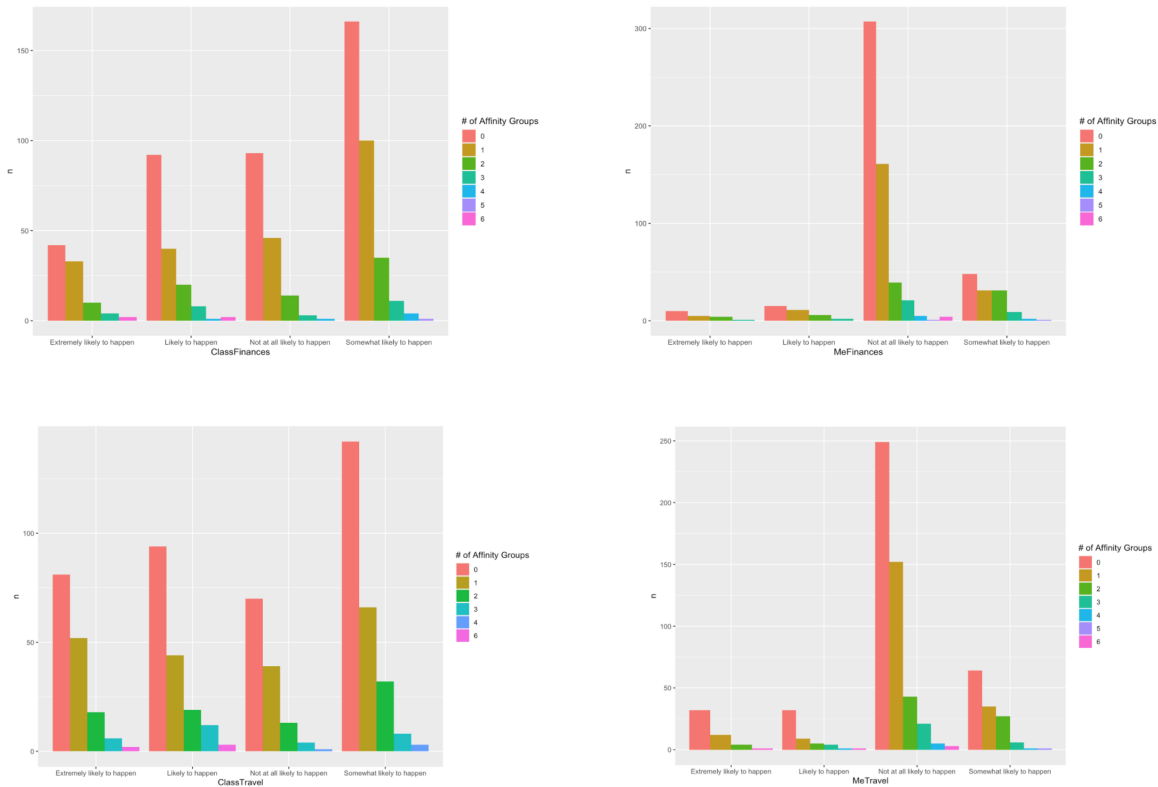 150
100
50
0
n
Extremely likely to happen
Likely to happen
Not at all likely to happen
Somewhat likely to happen
ClassFinances
# of Affinity Groups
0
1
2
3
4
5
6
300
200
100
0
n
Extremely likely to happen
Likely to happen
Not at all likely to happen
Somewhat likely to happen
MeFinances
# of Affinity Groups
0
1
2
3
4
5
6
100
50
0
n
Extremely likely to happen
Likely to happen
Not at all likely to happen
Somewhat likely to happen
ClassTravel
# of Affinity Groups
0
1
2
3
4
6
250
200
150
100
50
0
n
Extremely likely to happen
Likely to happen
Not at all likely to happen
Somewhat likely to happen
MeTravel
# of Affinity Groups
0
1
2
3
4
5
6